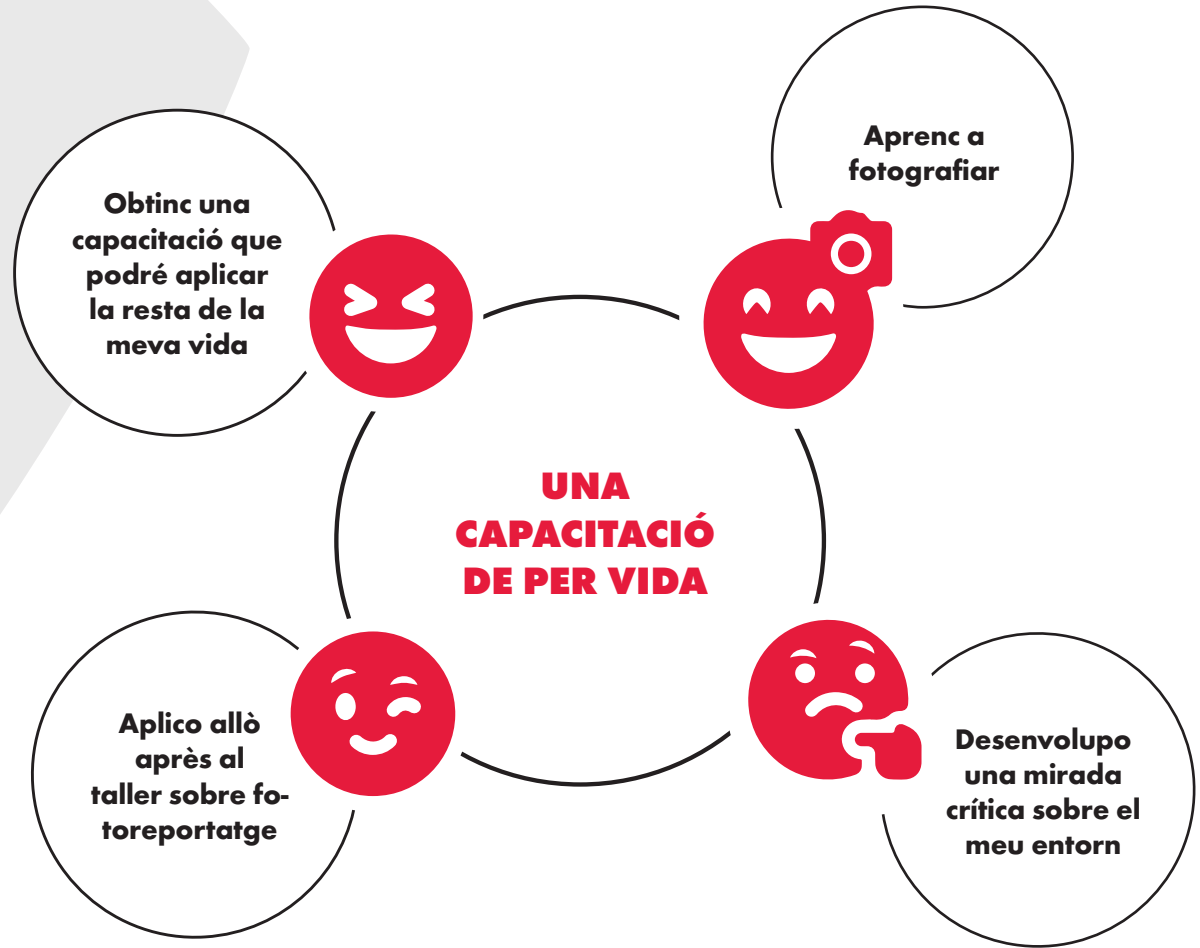 Aprenc a
fotografiar
Obtinc una
capacitació que
podré aplicar
la resta de la
meva vida
UNA
CAPACITACIÓ
DE PER VIDA
Aplico allò
après al
taller sobre fo-
toreportatge
Desenvolupo
una mirada
crítica sobre el
meu entorn